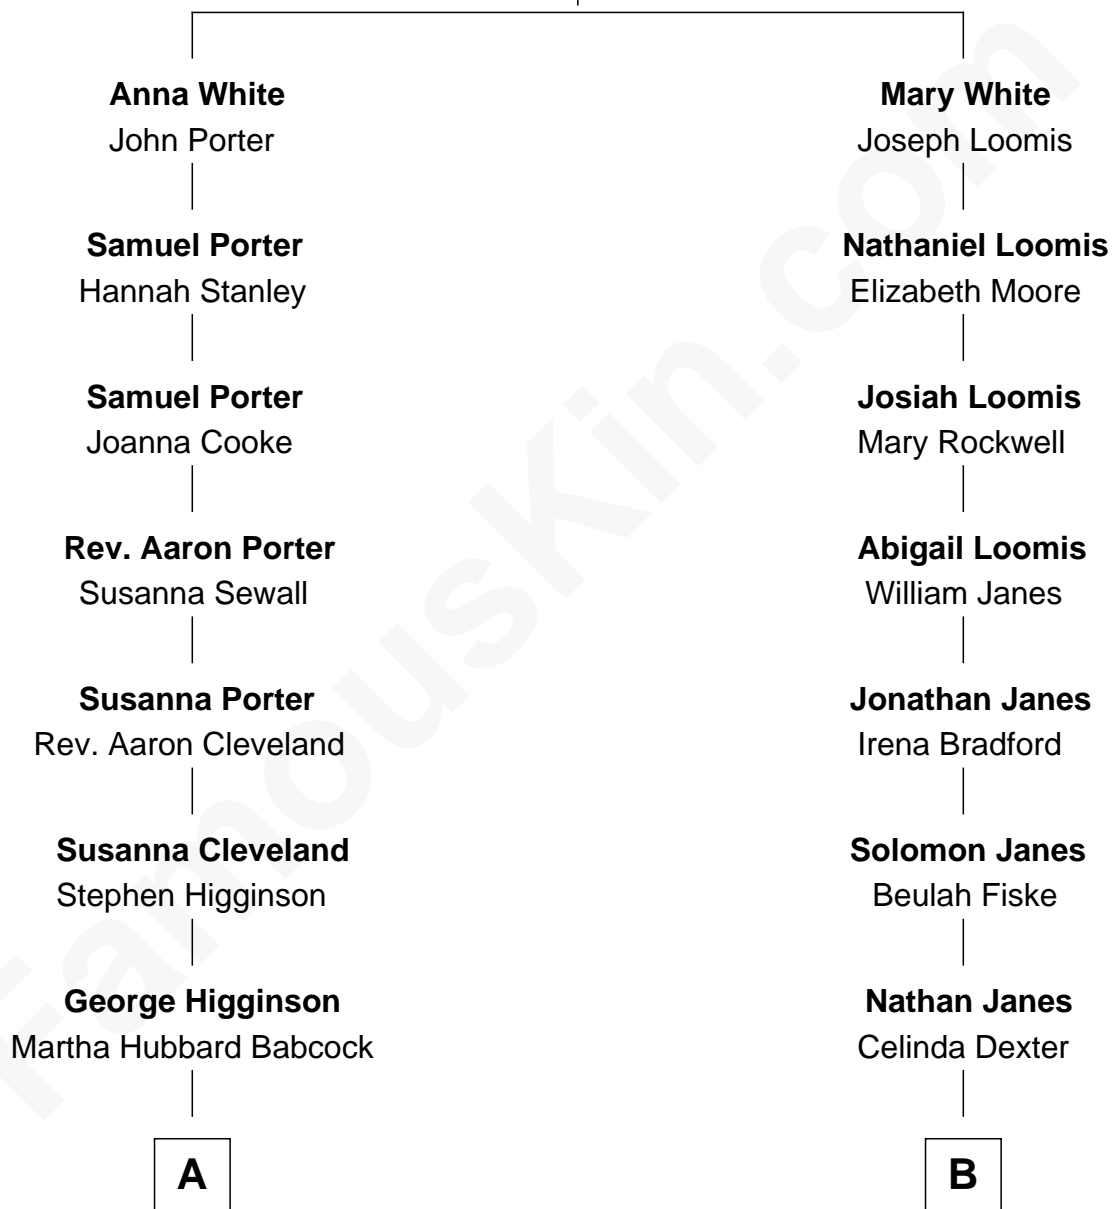 Anna White
John Porter
Samuel Porter
Hannah Stanley
Samuel Porter
Joanna Cooke
Rev. Aaron Porter
Susanna Sewall
Susanna Porter
Rev. Aaron Cleveland
Susanna Cleveland
Stephen Higginson
George Higginson
Martha Hubbard Babcock
A
Mary White
Joseph Loomis
Nathaniel Loomis
Elizabeth Moore
Josiah Loomis
Mary Rockwell
Abigail Loomis
William Janes
Jonathan Janes
Irena Bradford
Solomon Janes
Beulah Fiske
Nathan Janes
Celinda Dexter
B
FamousKin.com